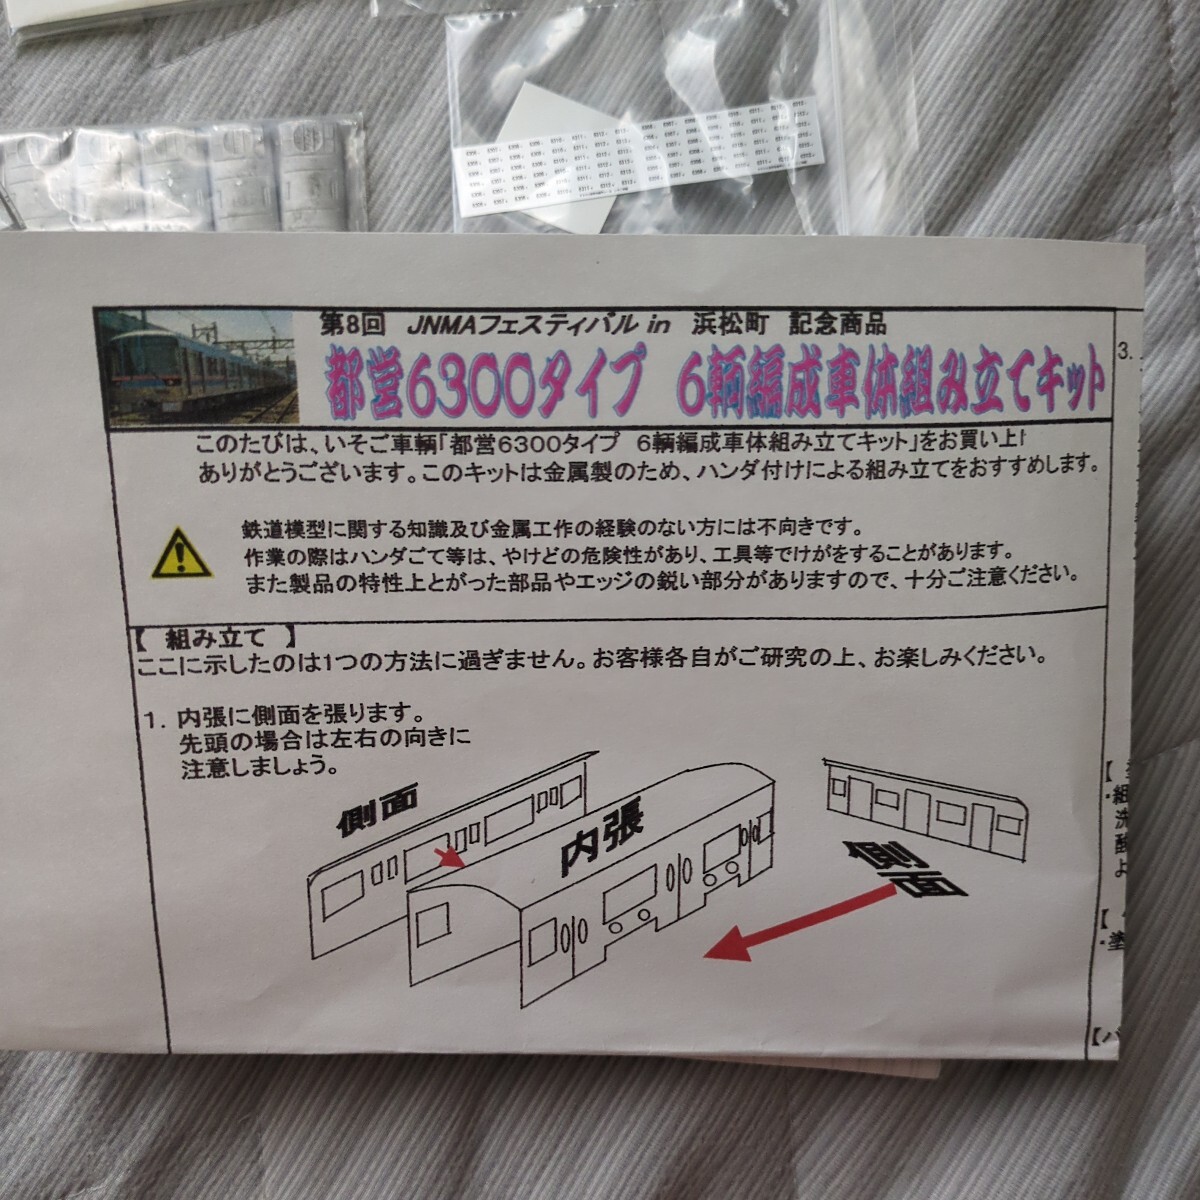 第8回 JNMAフェスティバル in 浜松町 記念商品
都営6300タイプ 6輌編成車体組み立てキット
このたびは、いそご車輌「都営6300タイプ 6輌編成車体組み立てキット」をお買い上げ
ありがとうございます。このキットは金属製のため、ハンダ付けによる組み立てをおすすめします。
鉄道模型に関する知識及び金属工作の経験のない方には不向きです。
作業の際はハンダごて等は、やけどの危険性があり、工具等でけがをすることがあります。
また製品の特性上とがった部品やエッジの鋭い部分がありますので、十分ご注意ください。
【 組み立て 】
ここに示したのは1つの方法に過ぎません。お客様各自がご研究の上、お楽しみください。
1. 内張に側面を張ります。
先頭の場合は左右の向きに
注意しましょう。
側面
内張
側面
3.
【
・組
洗
よ
【
・塗
【パ